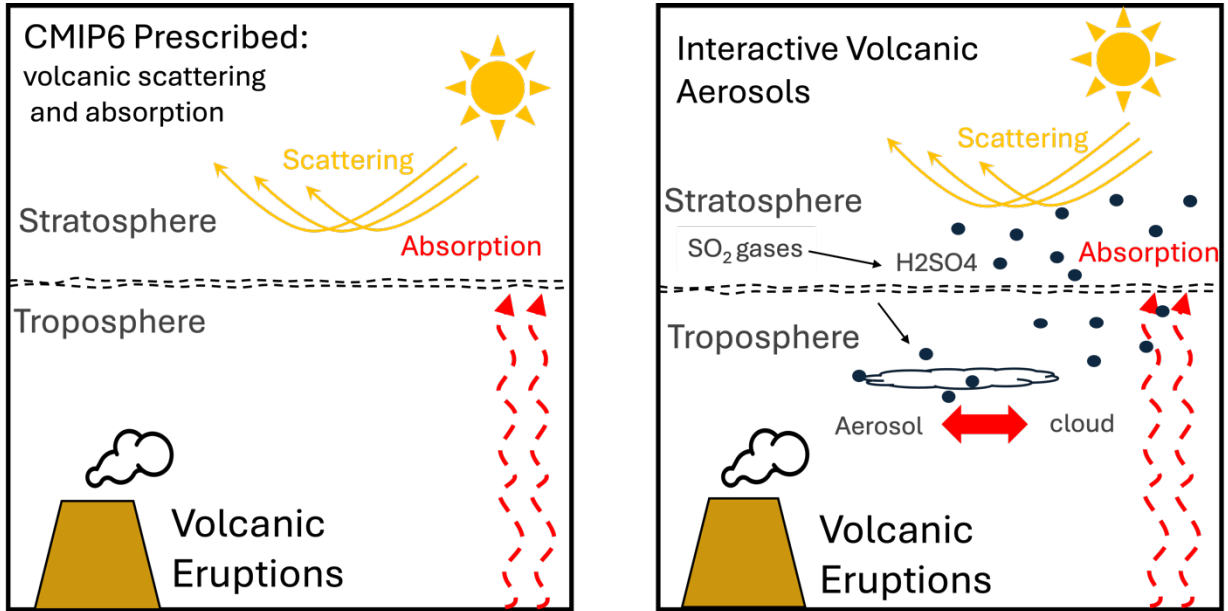 CMIP6 Prescribed:
volcanic scattering
and absorption
Scattering
Stratosphere
Absorption
Troposphere
Volcanic
Eruptions
Interactive Volcanic
Aerosols
Scattering
Stratosphere
SO₂ gases
H2SO4
Absorption
Troposphere
Aerosol
cloud
Volcanic
Eruptions